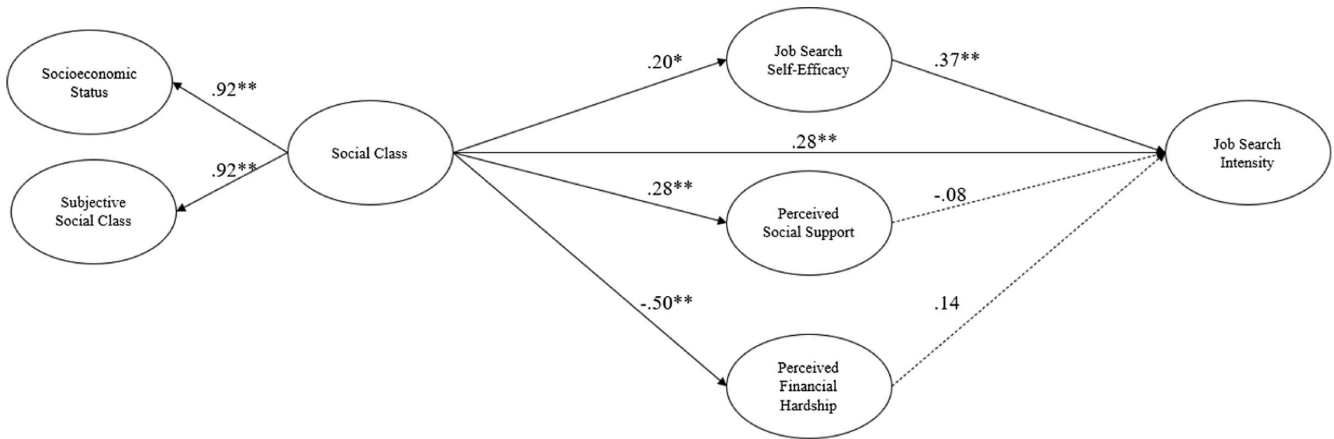 Socioeconomic
Status
.92**
.92**
Subjective
Social Class
Social Class
.20*
.28**
.28**
-.50**
Job Search
Self-Efficacy
Perceived
Social Support
Perceived
Financial
Hardship
.37**
-.08
.14
Job Search
Intensity